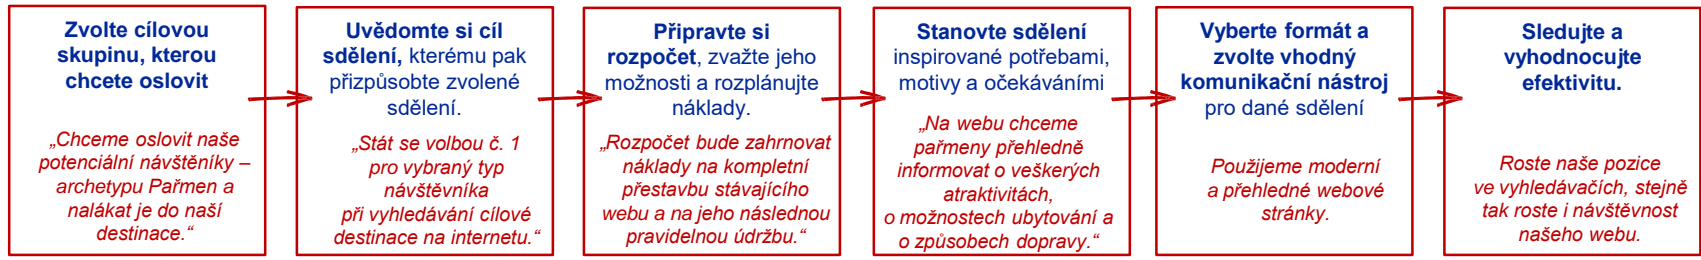 Zvolte cílovou
skupinu, kterou
chcete oslovit
„Chceme oslovit naše
potenciální návštěníky –
archetypu Pařmen a
nalákat je do naší
destinace.“
Uvědomte si cíl
sdělení, kterému pak
přizpůsobte zvolené
sdělení.
„Stát se volbou č. 1
pro vybraný typ
návštěvníka
při vyhledávání cílové
destinace na internetu.“
Připravte si
rozpočet, zvažte jeho
možnosti a rozplánujte
náklady.
„Rozpočet bude zahrnovat
náklady na kompletní
přestavbu stávajícího
webu a na jeho následnou
pravidelnou údržbu.“
Stanovte sdělení
inspirované potřebami,
motivy a očekáváními
„Na webu chceme
pařmeny přehledně
informovat o veškerých
atraktivitách,
o možnostech ubytování a
o způsobech dopravy.“
Vyberte formát a
zvolte vhodný
komunikační nástroj
pro dané sdělení
Použijeme moderní
a přehledné webové
stránky.
Sledujte a
vyhodnocujte
efektivitu.
Roste naše pozice
ve vyhledávačích, stejně
tak roste i návštěvnost
našeho webu.